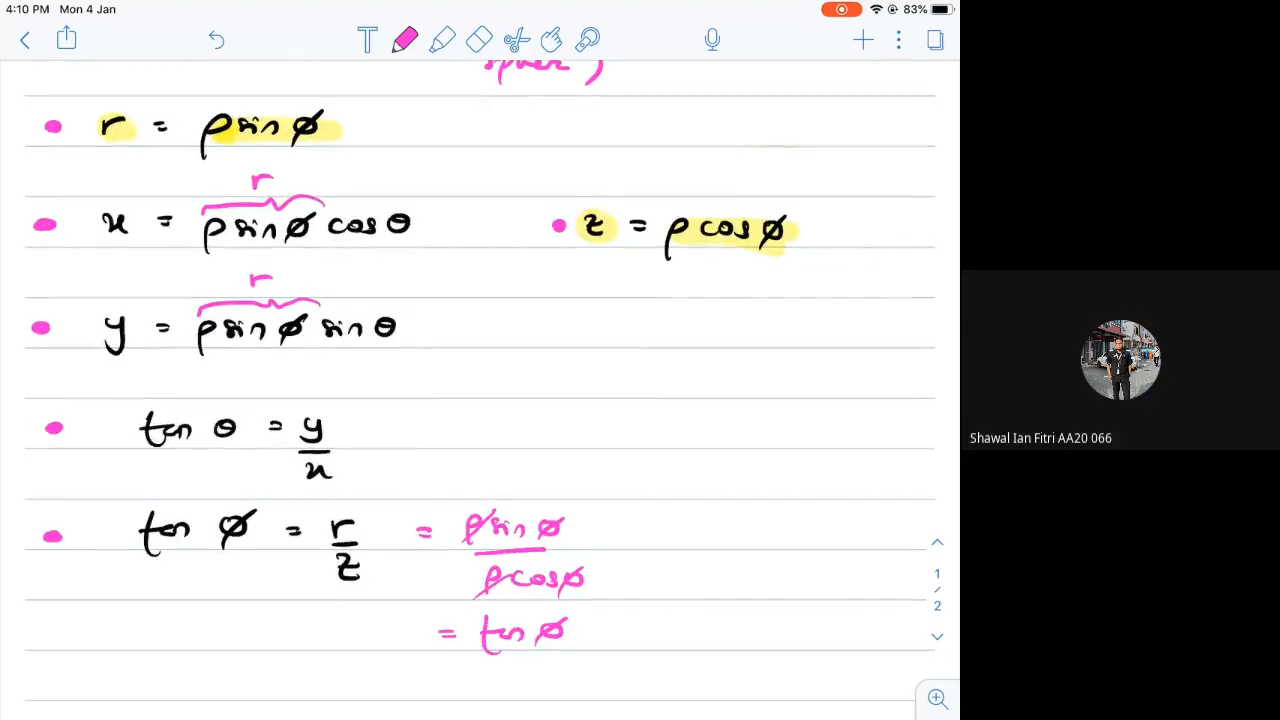 4:10 PM Mon 4 Jan 83%
T
r = ρ sin ϕ
r
x = ρ sin ϕ cos θ • z = ρ cos ϕ
r
y = ρ sin ϕ sin θ
tan θ = y/x
tan ϕ = r/z = ρ sin ϕ / ρ cos ϕ
= tan ϕ
1
/
2
Shawal Ian Fitri AA20 066